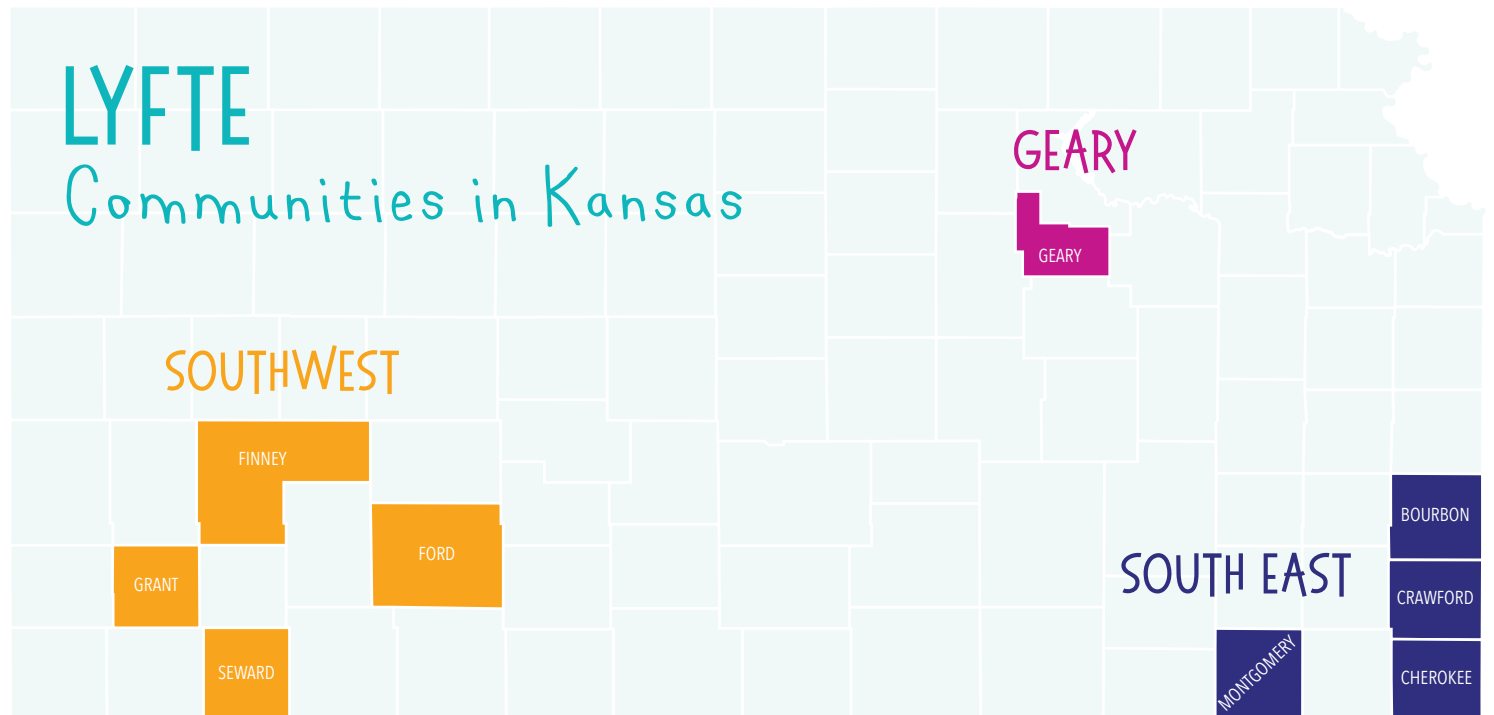 LYFTE
Communities in Kansas
GEARY
GEARY
SOUTHWEST
FINNEY
FORD
GRANT
SEWARD
SOUTH EAST
BOURBON
CRAWFORD
MONTGOMERY
CHEROKEE